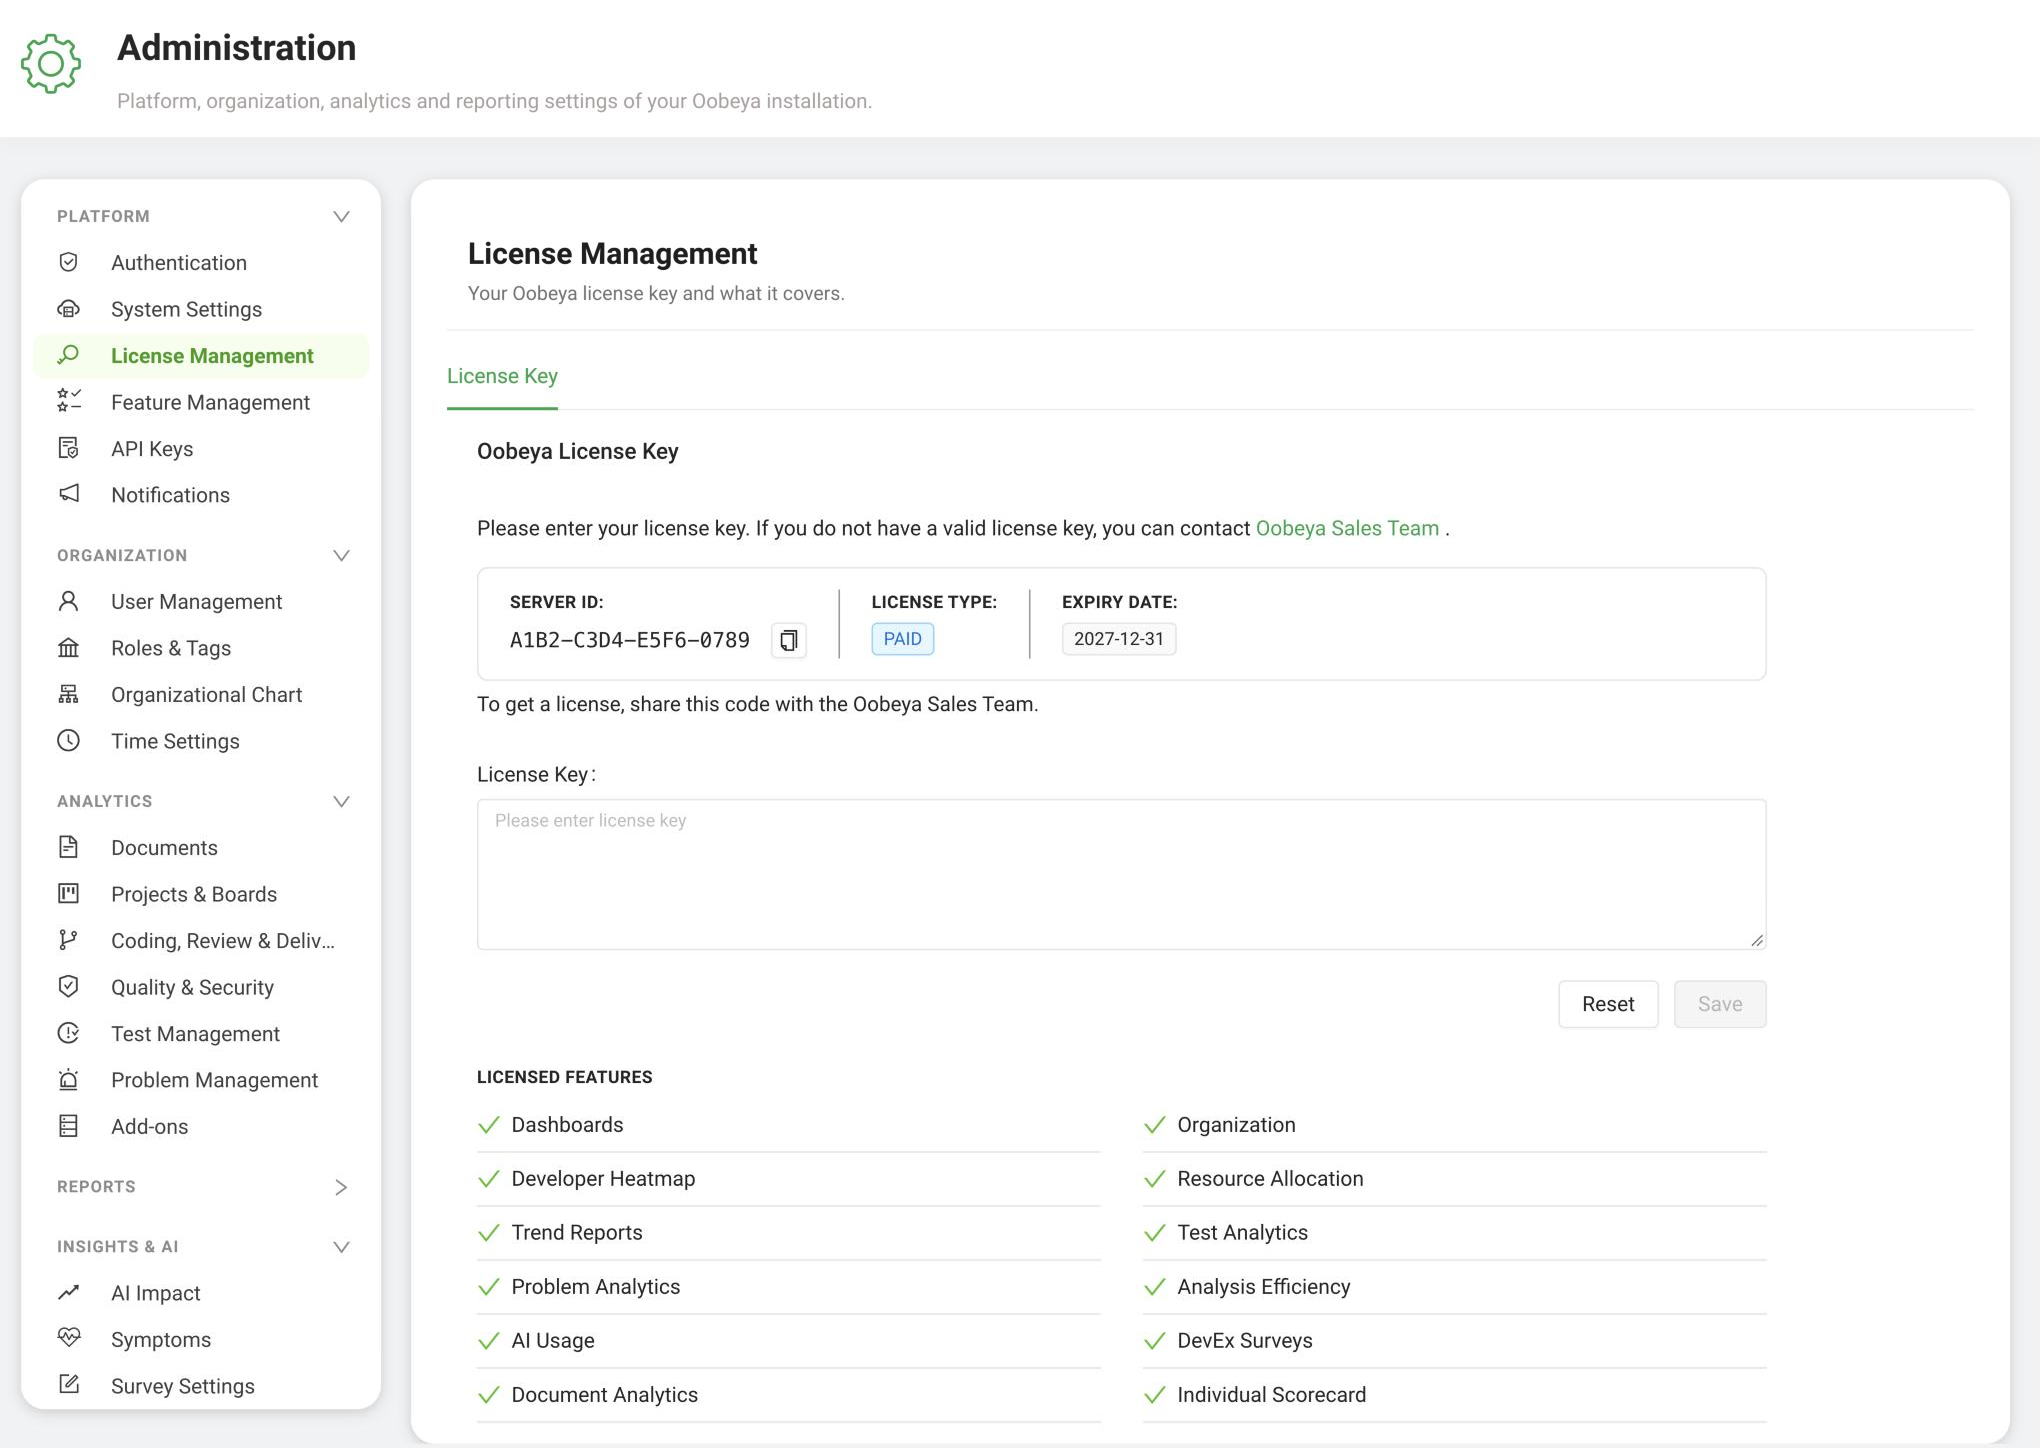 Administration
Platform, organization, analytics and reporting settings of your Oobeya installation.
PLATFORM
Authentication
System Settings
License Management
Feature Management
API Keys
Notifications
ORGANIZATION
User Management
Roles & Tags
Organizational Chart
Time Settings
ANALYTICS
Documents
Projects & Boards
Coding, Review & Deliv...
Quality & Security
Test Management
Problem Management
Add-ons
REPORTS
INSIGHTS & AI
AI Impact
Symptoms
Survey Settings
License Management
Your Oobeya license key and what it covers.
License Key
Oobeya License Key
Please enter your license key. If you do not have a valid license key, you can contact Oobeya Sales Team .
SERVER ID:
A1B2-C3D4-E5F6-0789
LICENSE TYPE:
PAID
EXPIRY DATE:
2027-12-31
To get a license, share this code with the Oobeya Sales Team.
License Key:
Please enter license key
Reset
Save
LICENSED FEATURES
Dashboards
Organization
Developer Heatmap
Resource Allocation
Trend Reports
Test Analytics
Problem Analytics
Analysis Efficiency
AI Usage
DevEx Surveys
Document Analytics
Individual Scorecard